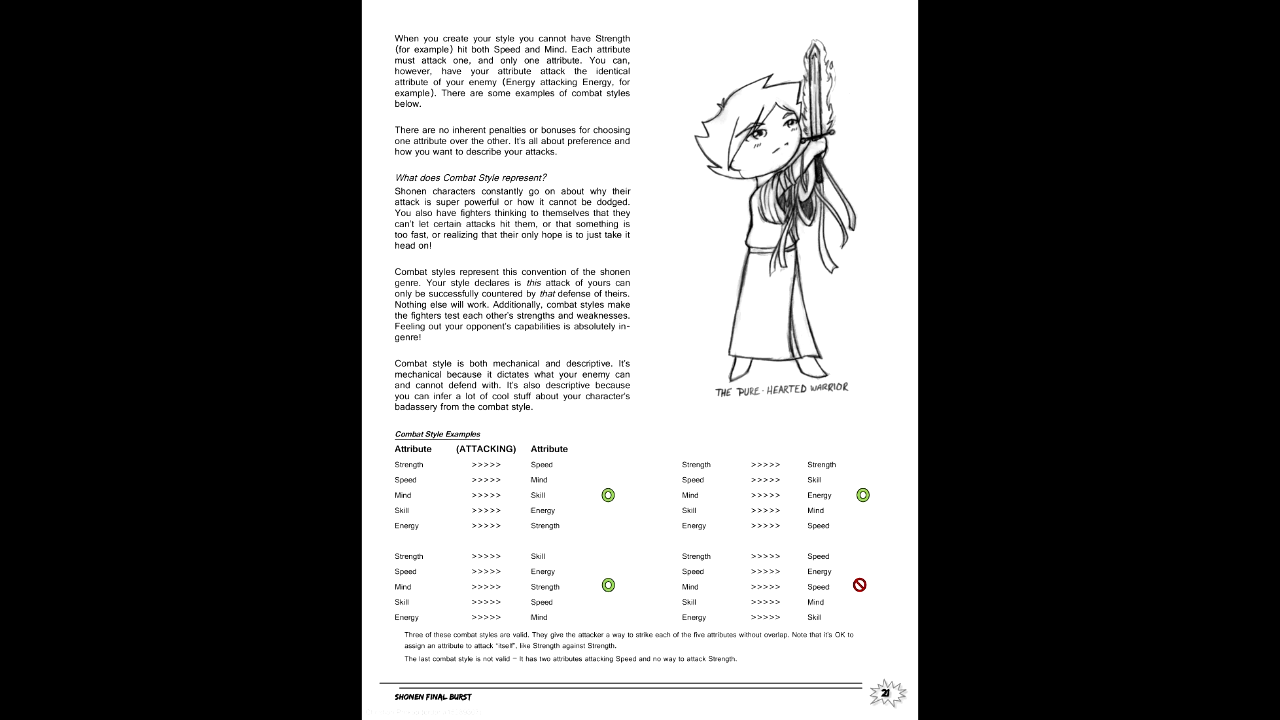 When you create your style you cannot have Strength
(for example) hit both Speed and Mind. Each attribute
must attack one, and only one attribute. You can,
however, have your attribute attack the identical
attribute of your enemy (Energy attacking Energy, for
example). There are some examples of combat styles
below.
There are no inherent penalties or bonuses for choosing
one attribute over the other. It's all about preference and
how you want to describe your attacks.
What does Combat Style represent?
Shonen characters constantly go on about why their
attack is super powerful or how it cannot be dodged.
You also have fighters thinking to themselves that they
can't let certain attacks hit them, or that something is
too fast, or realizing that their only hope is to just take it
head on!
Combat styles represent this convention of the shonen
genre. Your style declares is this attack of yours can
only be successfully countered by that defense of theirs.
Nothing else will work. Additionally, combat styles make
the fighters test each other's strengths and weaknesses.
Feeling out your opponent's capabilities is absolutely in-
genre!
Combat style is both mechanical and descriptive. It's
mechanical because it dictates what your enemy can
and cannot defend with. It's also descriptive because
you can infer a lot of cool stuff about your character's
badassery from the combat style.
THE PURE-HEARTED WARRIOR
Combat Style Examples
Attribute (ATTACKING) Attribute
Strength >>>>> Speed
Speed >>>>> Mind
Mind >>>>> Skill
Skill >>>>> Energy
Energy >>>>> Strength
Strength >>>>> Strength
Speed >>>>> Skill
Mind >>>>> Energy
Skill >>>>> Mind
Energy >>>>> Speed
Strength >>>>> Skill
Speed >>>>> Energy
Mind >>>>> Strength
Skill >>>>> Speed
Energy >>>>> Mind
Strength >>>>> Speed
Speed >>>>> Energy
Mind >>>>> Speed
Skill >>>>> Mind
Energy >>>>> Skill
Three of these combat styles are valid. They give the attacker a way to strike each of the five attributes without overlap. Note that it's OK to
assign an attribute to attack "itself", like Strength against Strength.
The last combat style is not valid – It has two attributes attacking Speed and no way to attack Strength.
SHONEN FINAL BURST
21